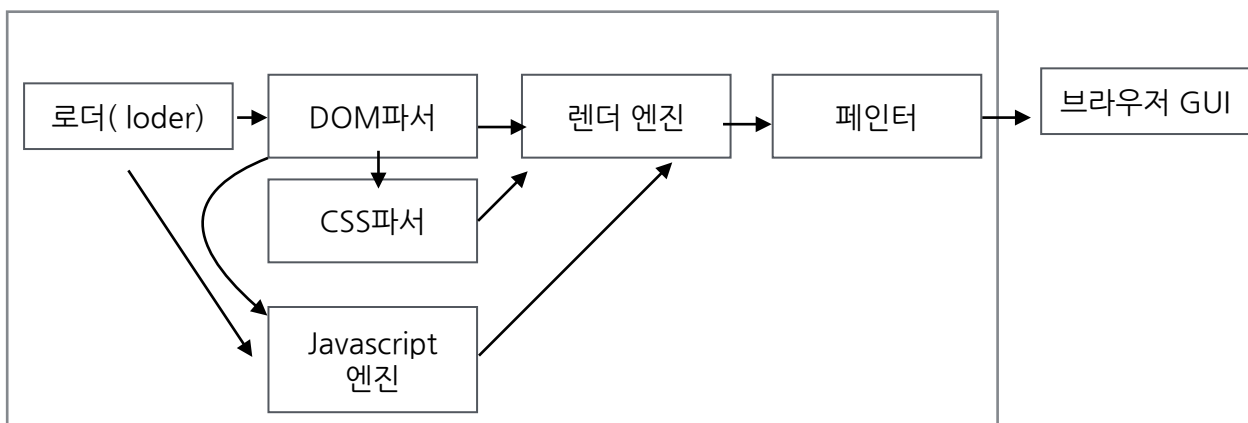 로더( loder)
DOM파서
렌더 엔진
페인터
브라우저 GUI
CSS파서
Javascript
엔진